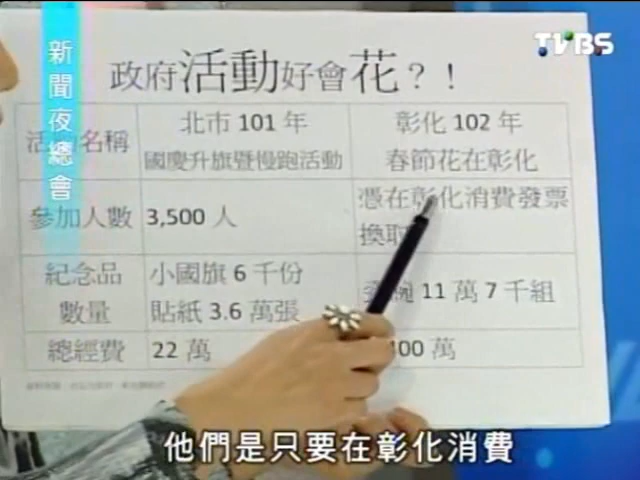 TVBS
新聞夜總會
政府活動好會花？！
活動名稱
北市 101 年
國慶升旗暨慢跑活動
彰化 102 年
春節花在彰化
參加人數
3,500 人
憑在彰化消費發票
換取
紀念品
數量
小國旗 6 千份
貼紙 3.6 萬張
瓷碗 11 萬 7 千組
總經費
22 萬
400 萬
他們是只要在彰化消費